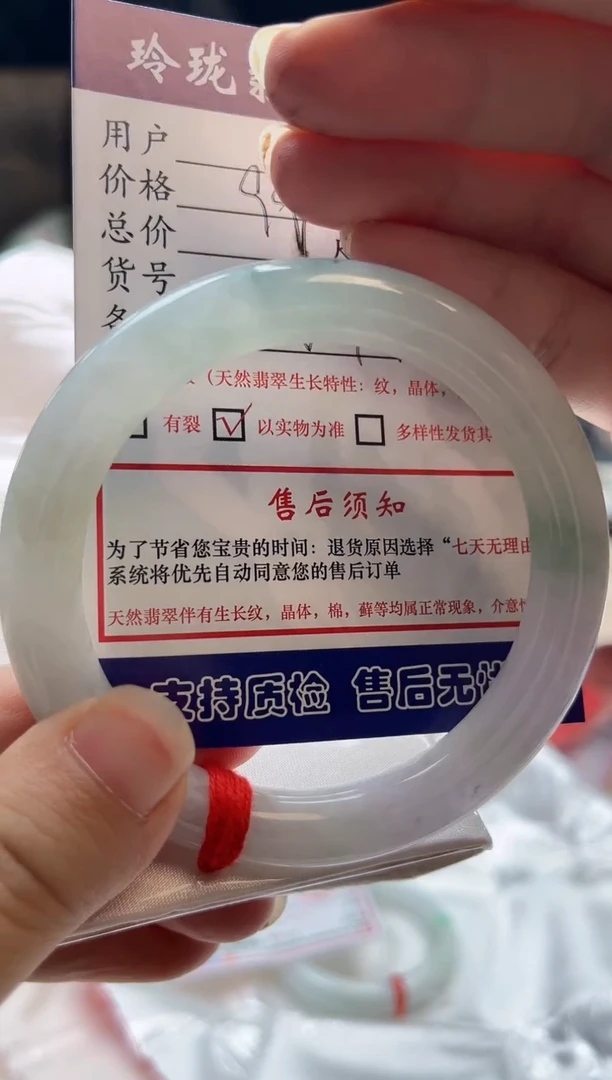 玲珑
用户
价格
总价
货号
（天然翡翠生长特性：纹，晶体，
有裂 以实物为准 多样性发货其
售后须知
为了节省您宝贵的时间：退货原因选择“七天无理由
系统将优先自动同意您的售后订单
天然翡翠伴有生长纹，晶体，棉，藓等均属正常现象，介意
支持质检 售后无忧